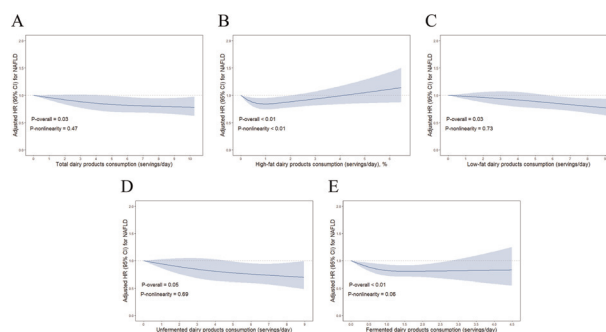 A
Adjusted HR (95% CI) for NAFLD
P-overall = 0.03
P-nonlinearity = 0.47
Total dairy products consumption (servings/day)
B
Adjusted HR (95% CI) for NAFLD
P-overall < 0.01
P-nonlinearity < 0.01
High-fat dairy products consumption (servings/day), %
C
Adjusted HR (95% CI) for NAFLD
P-overall = 0.03
P-nonlinearity = 0.73
Low-fat dairy products consumption (servings/day)
D
Adjusted HR (95% CI) for NAFLD
P-overall = 0.05
P-nonlinearity = 0.69
Unfermented dairy products consumption (servings/day)
E
Adjusted HR (95% CI) for NAFLD
P-overall < 0.01
P-nonlinearity = 0.06
Fermented dairy products consumption (servings/day)